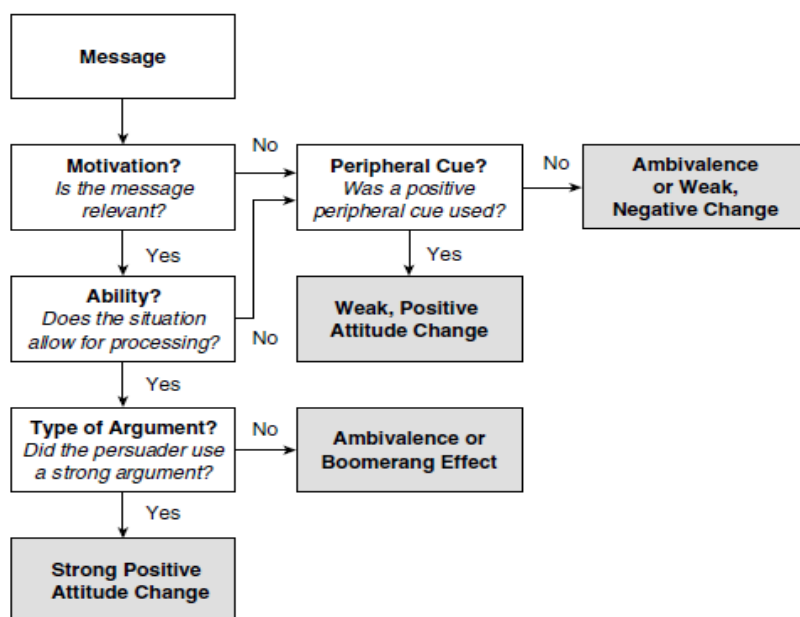 Message
Motivation?
Is the message
relevant?
No
Peripheral Cue?
Was a positive
peripheral cue used?
No
Ambivalence
or Weak,
Negative Change
Yes
Yes
Ability?
Does the situation
allow for processing?
No
Weak, Positive
Attitude Change
Yes
Type of Argument?
Did the persuader use
a strong argument?
No
Ambivalence or
Boomerang Effect
Yes
Strong Positive
Attitude Change